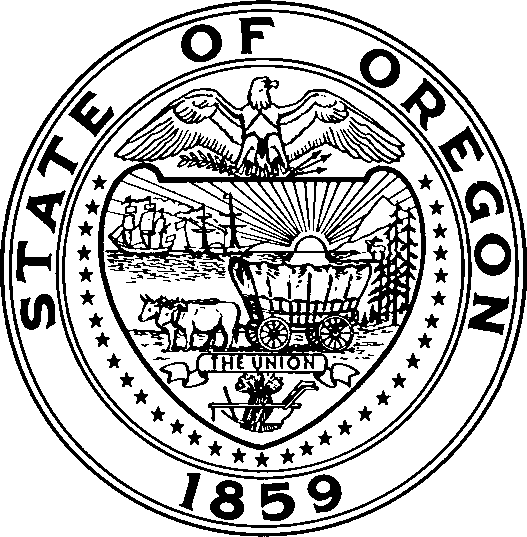 STATE OF OREGON
THE UNION
1859